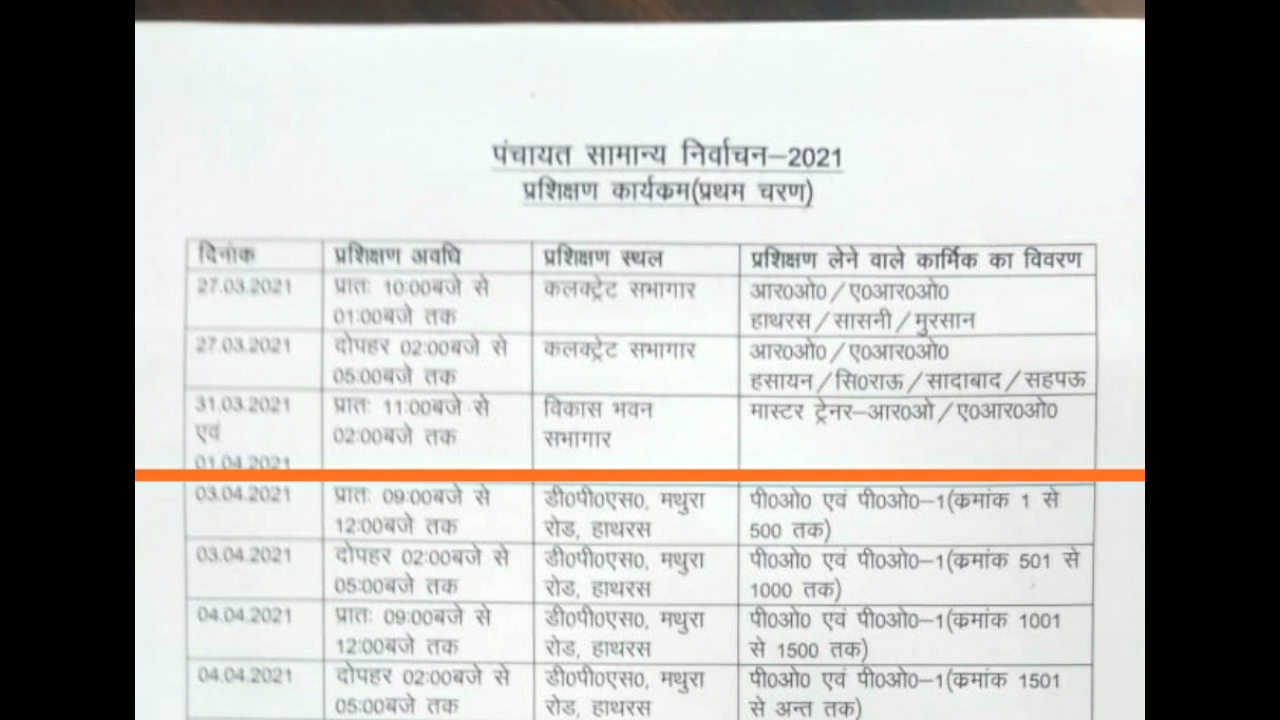 पंचायत सामान्य निर्वाचन–2021
प्रशिक्षण कार्यकम(प्रथम चरण)
दिनांक प्रशिक्षण अवधि प्रशिक्षण स्थल प्रशिक्षण लेने वाले कार्मिक का विवरण
27.03.2021 प्रातः 10:00बजे से कलक्ट्रेट सभागार आर0ओ0/ए0आर0ओ0
01:00बजे तक हाथरस/सासनी/मुरसान
27.03.2021 दोपहर 02:00बजे से कलक्ट्रेट सभागार आर0ओ0/ए0आर0ओ0
05:00बजे तक हसायन/सि0राऊ/सादाबाद/सहपऊ
31.03.2021 प्रातः 11:00बजे से विकास भवन मास्टर ट्रेनर–आर0ओ/ए0आर0ओ0
एवं 02:00बजे तक सभागार
01.04.2021
03.04.2021 प्रातः 09:00बजे से डी0पी0एस0, मथुरा पी0ओ0 एवं पी0ओ0–1(कमांक 1 से
12:00बजे तक रोड, हाथरस 500 तक)
03.04.2021 दोपहर 02:00बजे से डी0पी0एस0, मथुरा पी0ओ0 एवं पी0ओ0–1(कमांक 501 से
05:00बजे तक रोड, हाथरस 1000 तक)
04.04.2021 प्रातः 09:00बजे से डी0पी0एस0, मथुरा पी0ओ0 एवं पी0ओ0–1(कमांक 1001
12:00बजे तक रोड, हाथरस से 1500 तक)
04.04.2021 दोपहर 02:00बजे से डी0पी0एस0, मथुरा पी0ओ0 एवं पी0ओ0–1(कमांक 1501
05:00बजे तक रोड, हाथरस से अन्त तक)